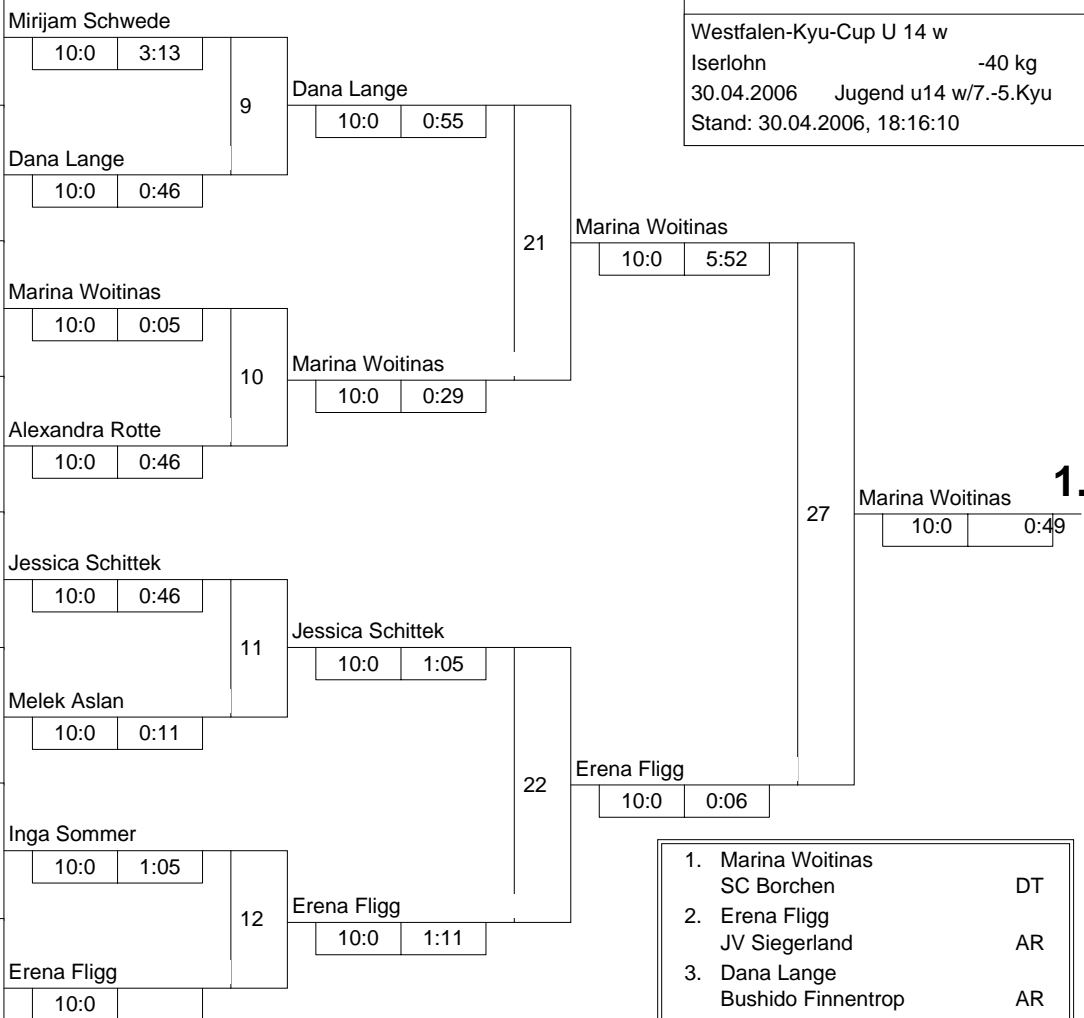 Mirijam Schwede
10:0 3:13
Westfalen-Kyu-Cup U 14 w
Iserlohn -40 kg
30.04.2006 Jugend u14 w/7.-5.Kyu
Stand: 30.04.2006, 18:16:10
9
Dana Lange
10:0 0:55
Dana Lange
10:0 0:46
21
Marina Woitinas
10:0 5:52
Marina Woitinas
10:0 0:05
10
Marina Woitinas
10:0 0:29
Alexandra Rotte
10:0 0:46
27
Marina Woitinas 1.
10:0 0:49
Jessica Schittek
10:0 0:46
11
Jessica Schittek
10:0 1:05
Melek Aslan
10:0 0:11
22
Erena Fligg
10:0 0:06
Inga Sommer
10:0 1:05
12
Erena Fligg
10:0 1:11
Erena Fligg
10:0
1. Marina Woitinas
SC Borchen DT
2. Erena Fligg
JV Siegerland AR
3. Dana Lange
Bushido Finnentrop AR